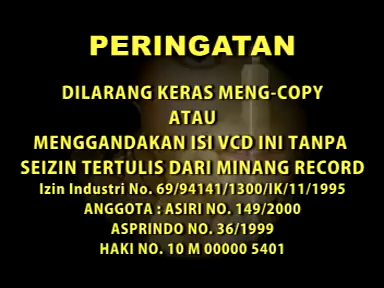 PERINGATAN
DILARANG KERAS MENG-COPY
ATAU
MENGGANDAKAN ISI VCD INI TANPA
SEIZIN TERTULIS DARI MINANG RECORD
Izin Industri No. 69/94141/1300/IK/11/1995
ANGGOTA : ASIRI NO. 149/2000
ASPRINDO NO. 36/1999
HAKI NO. 10 M 00000 5401